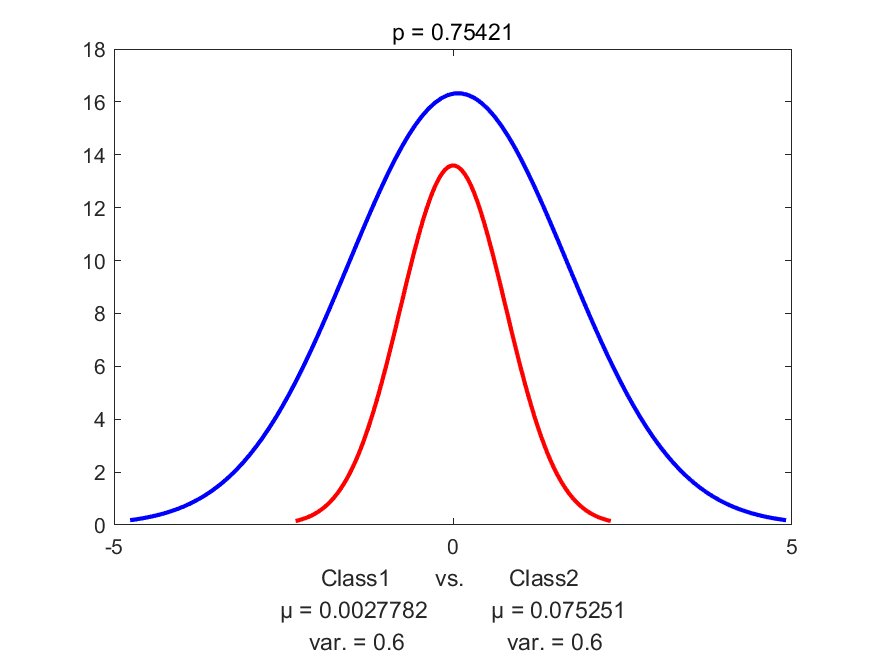 p = 0.75421
18
16
14
12
10
8
6
4
2
0
-5 0 5
Class1 vs. Class2
μ = 0.0027782 μ = 0.075251
var. = 0.6 var. = 0.6